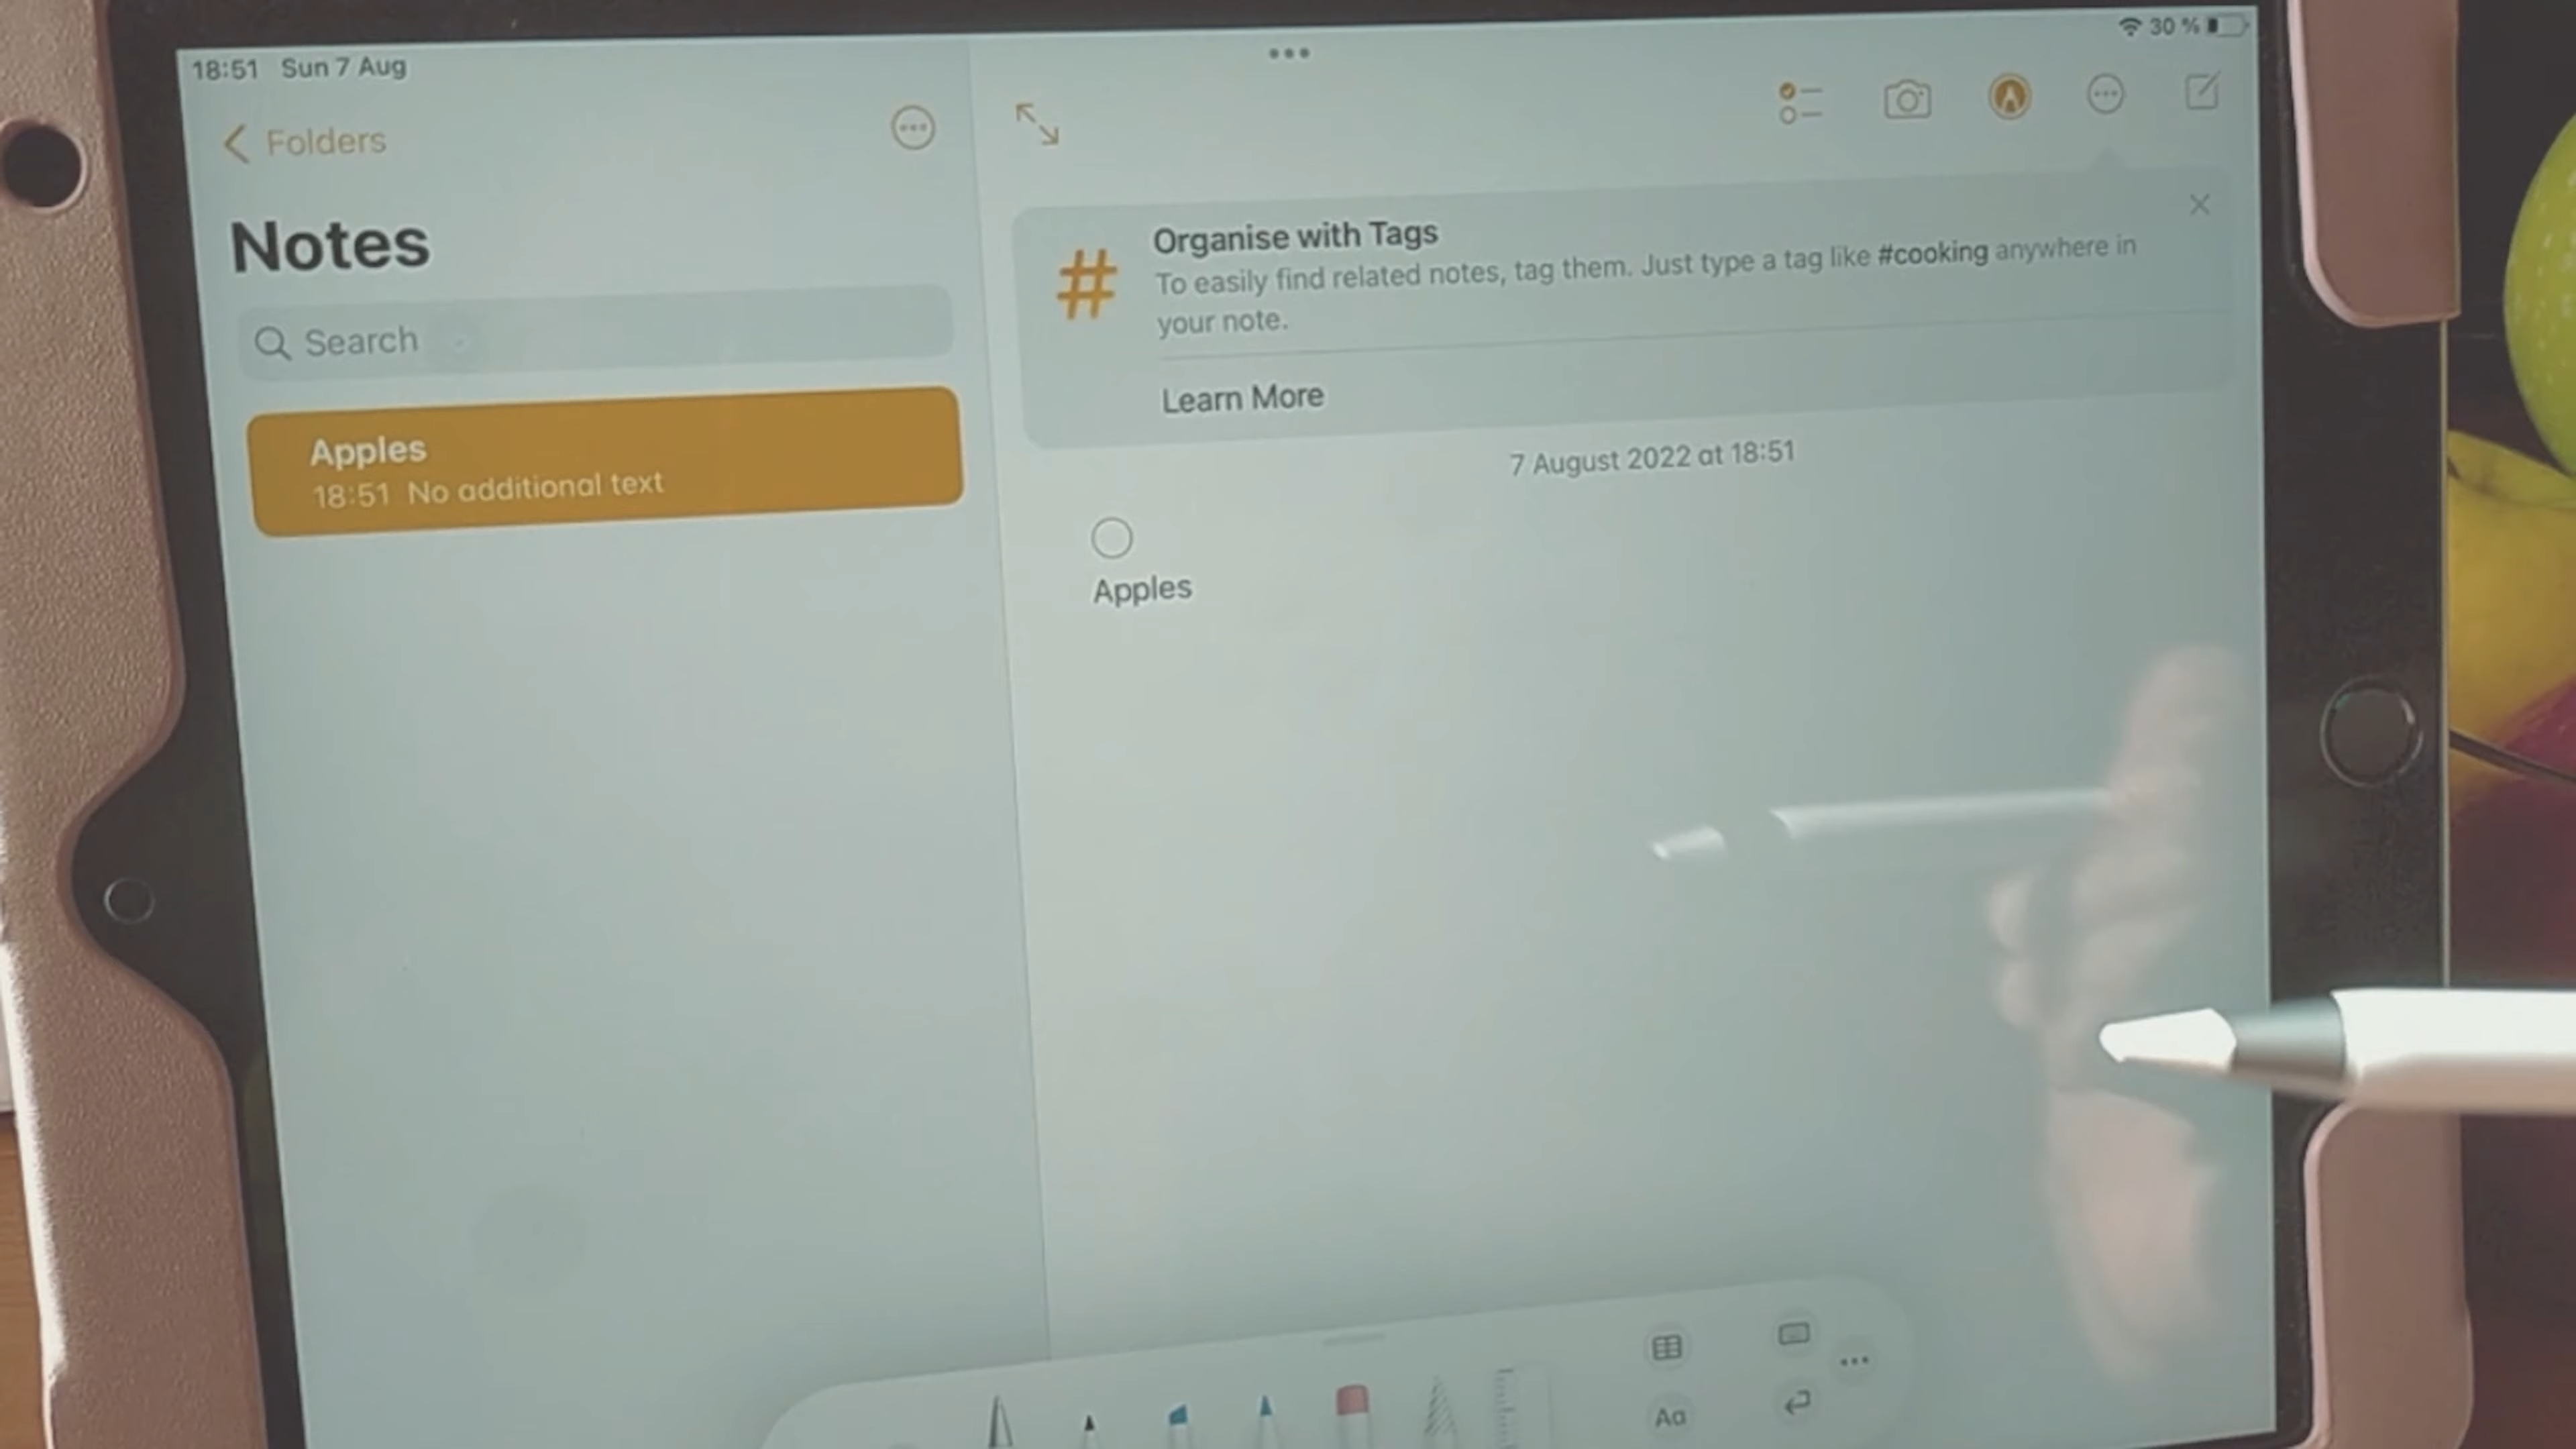 18:51 Sun 7 Aug
30 %
Folders
Notes
Search
Apples
18:51 No additional text
Organise with Tags
To easily find related notes, tag them. Just type a tag like #cooking anywhere in
your note.
Learn More
7 August 2022 at 18:51
Apples
Aa